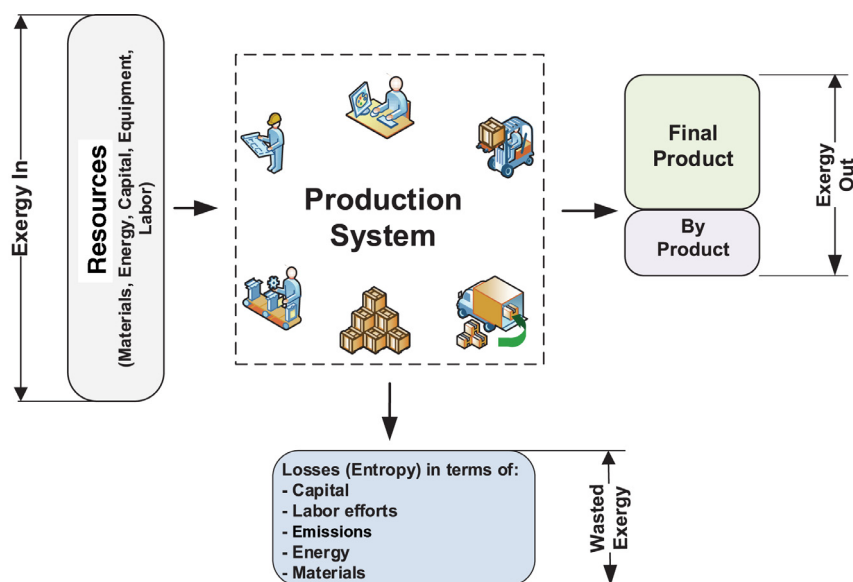 Exergy In
Resources
(Materials, Energy, Capital, Equipment,
Labor)
Production
System
Final
Product
By
Product
Exergy
Out
Losses (Entropy) in terms of:
- Capital
- Labor efforts
- Emissions
- Energy
- Materials
Wasted
Exergy